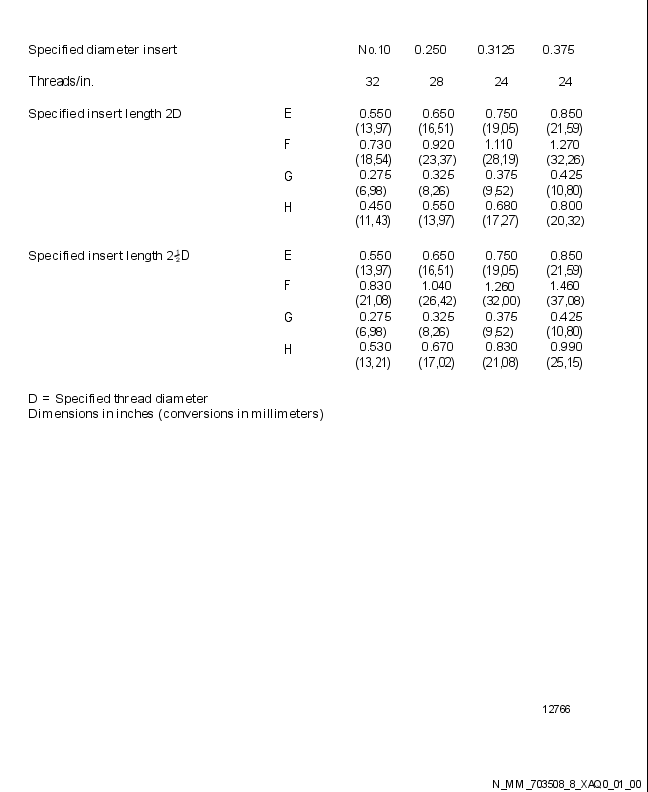 Specified diameter insert No.10 0.250 0.3125 0.375
Threads/in. 32 28 24 24
Specified insert length 2D E 0.550 0.650 0.750 0.850
(13,97) (16,51) (19,05) (21,59)
F 0.730 0.920 1.110 1.270
(18,54) (23,37) (28,19) (32,26)
G 0.275 0.325 0.375 0.425
(6,98) (8,26) (9,52) (10,80)
H 0.450 0.550 0.680 0.800
(11,43) (13,97) (17,27) (20,32)
Specified insert length 2½D E 0.550 0.650 0.750 0.850
(13,97) (16,51) (19,05) (21,59)
F 0.830 1.040 1.260 1.460
(21,08) (26,42) (32,00) (37,08)
G 0.275 0.325 0.375 0.425
(6,98) (8,26) (9,52) (10,80)
H 0.530 0.670 0.830 0.990
(13,21) (17,02) (21,08) (25,15)
D = Specified thread diameter
Dimensions in inches (conversions in millimeters)
12766
N_MM_703508_8_XAQ0_01_00